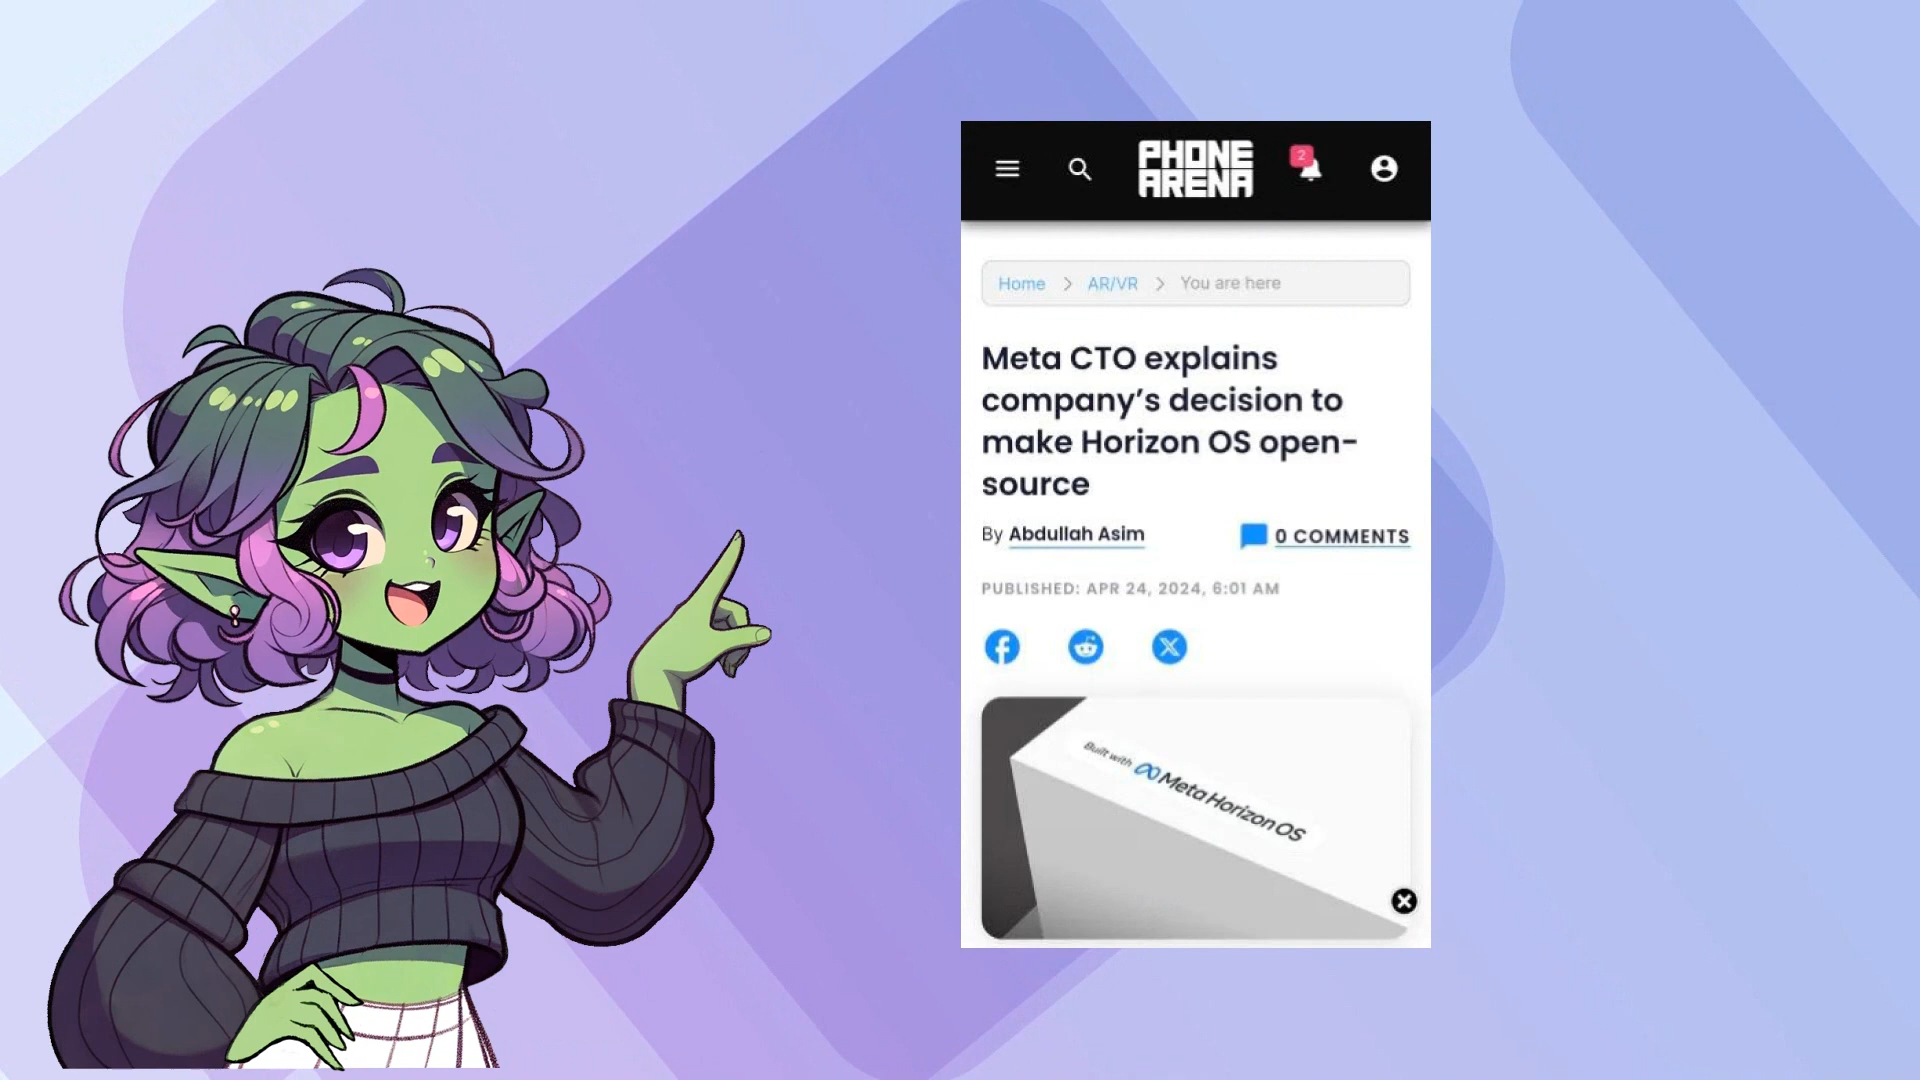 PHONE
ARENA
2
Home > AR/VR > You are here
Meta CTO explains
company’s decision to
make Horizon OS open-
source
By Abdullah Asim
0 COMMENTS
PUBLISHED: APR 24, 2024, 6:01 AM
Built with Meta Horizon OS